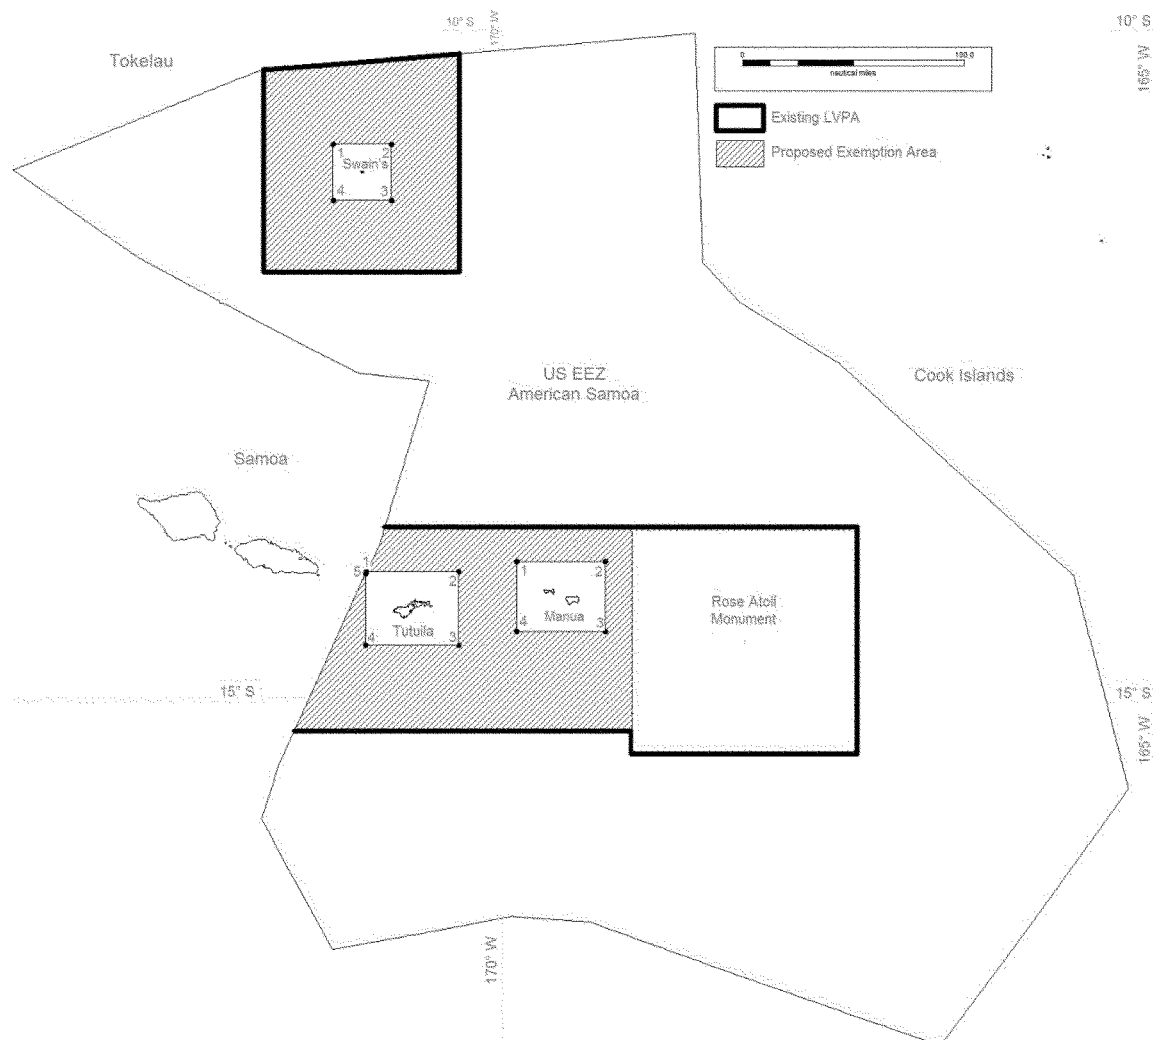 10° S
170° W
10° S
165° W
Tokelau
0
100.0
nautical miles
Existing LVPA
Proposed Exemption Area
1
2
Swain's
4
3
US EEZ
American Samoa
Cook Islands
Samoa
1
5
2
Tutuila
4
3
1
2
Manua
4
3
Rose Atoll
Monument
15° S
15° S
165° W
170° W